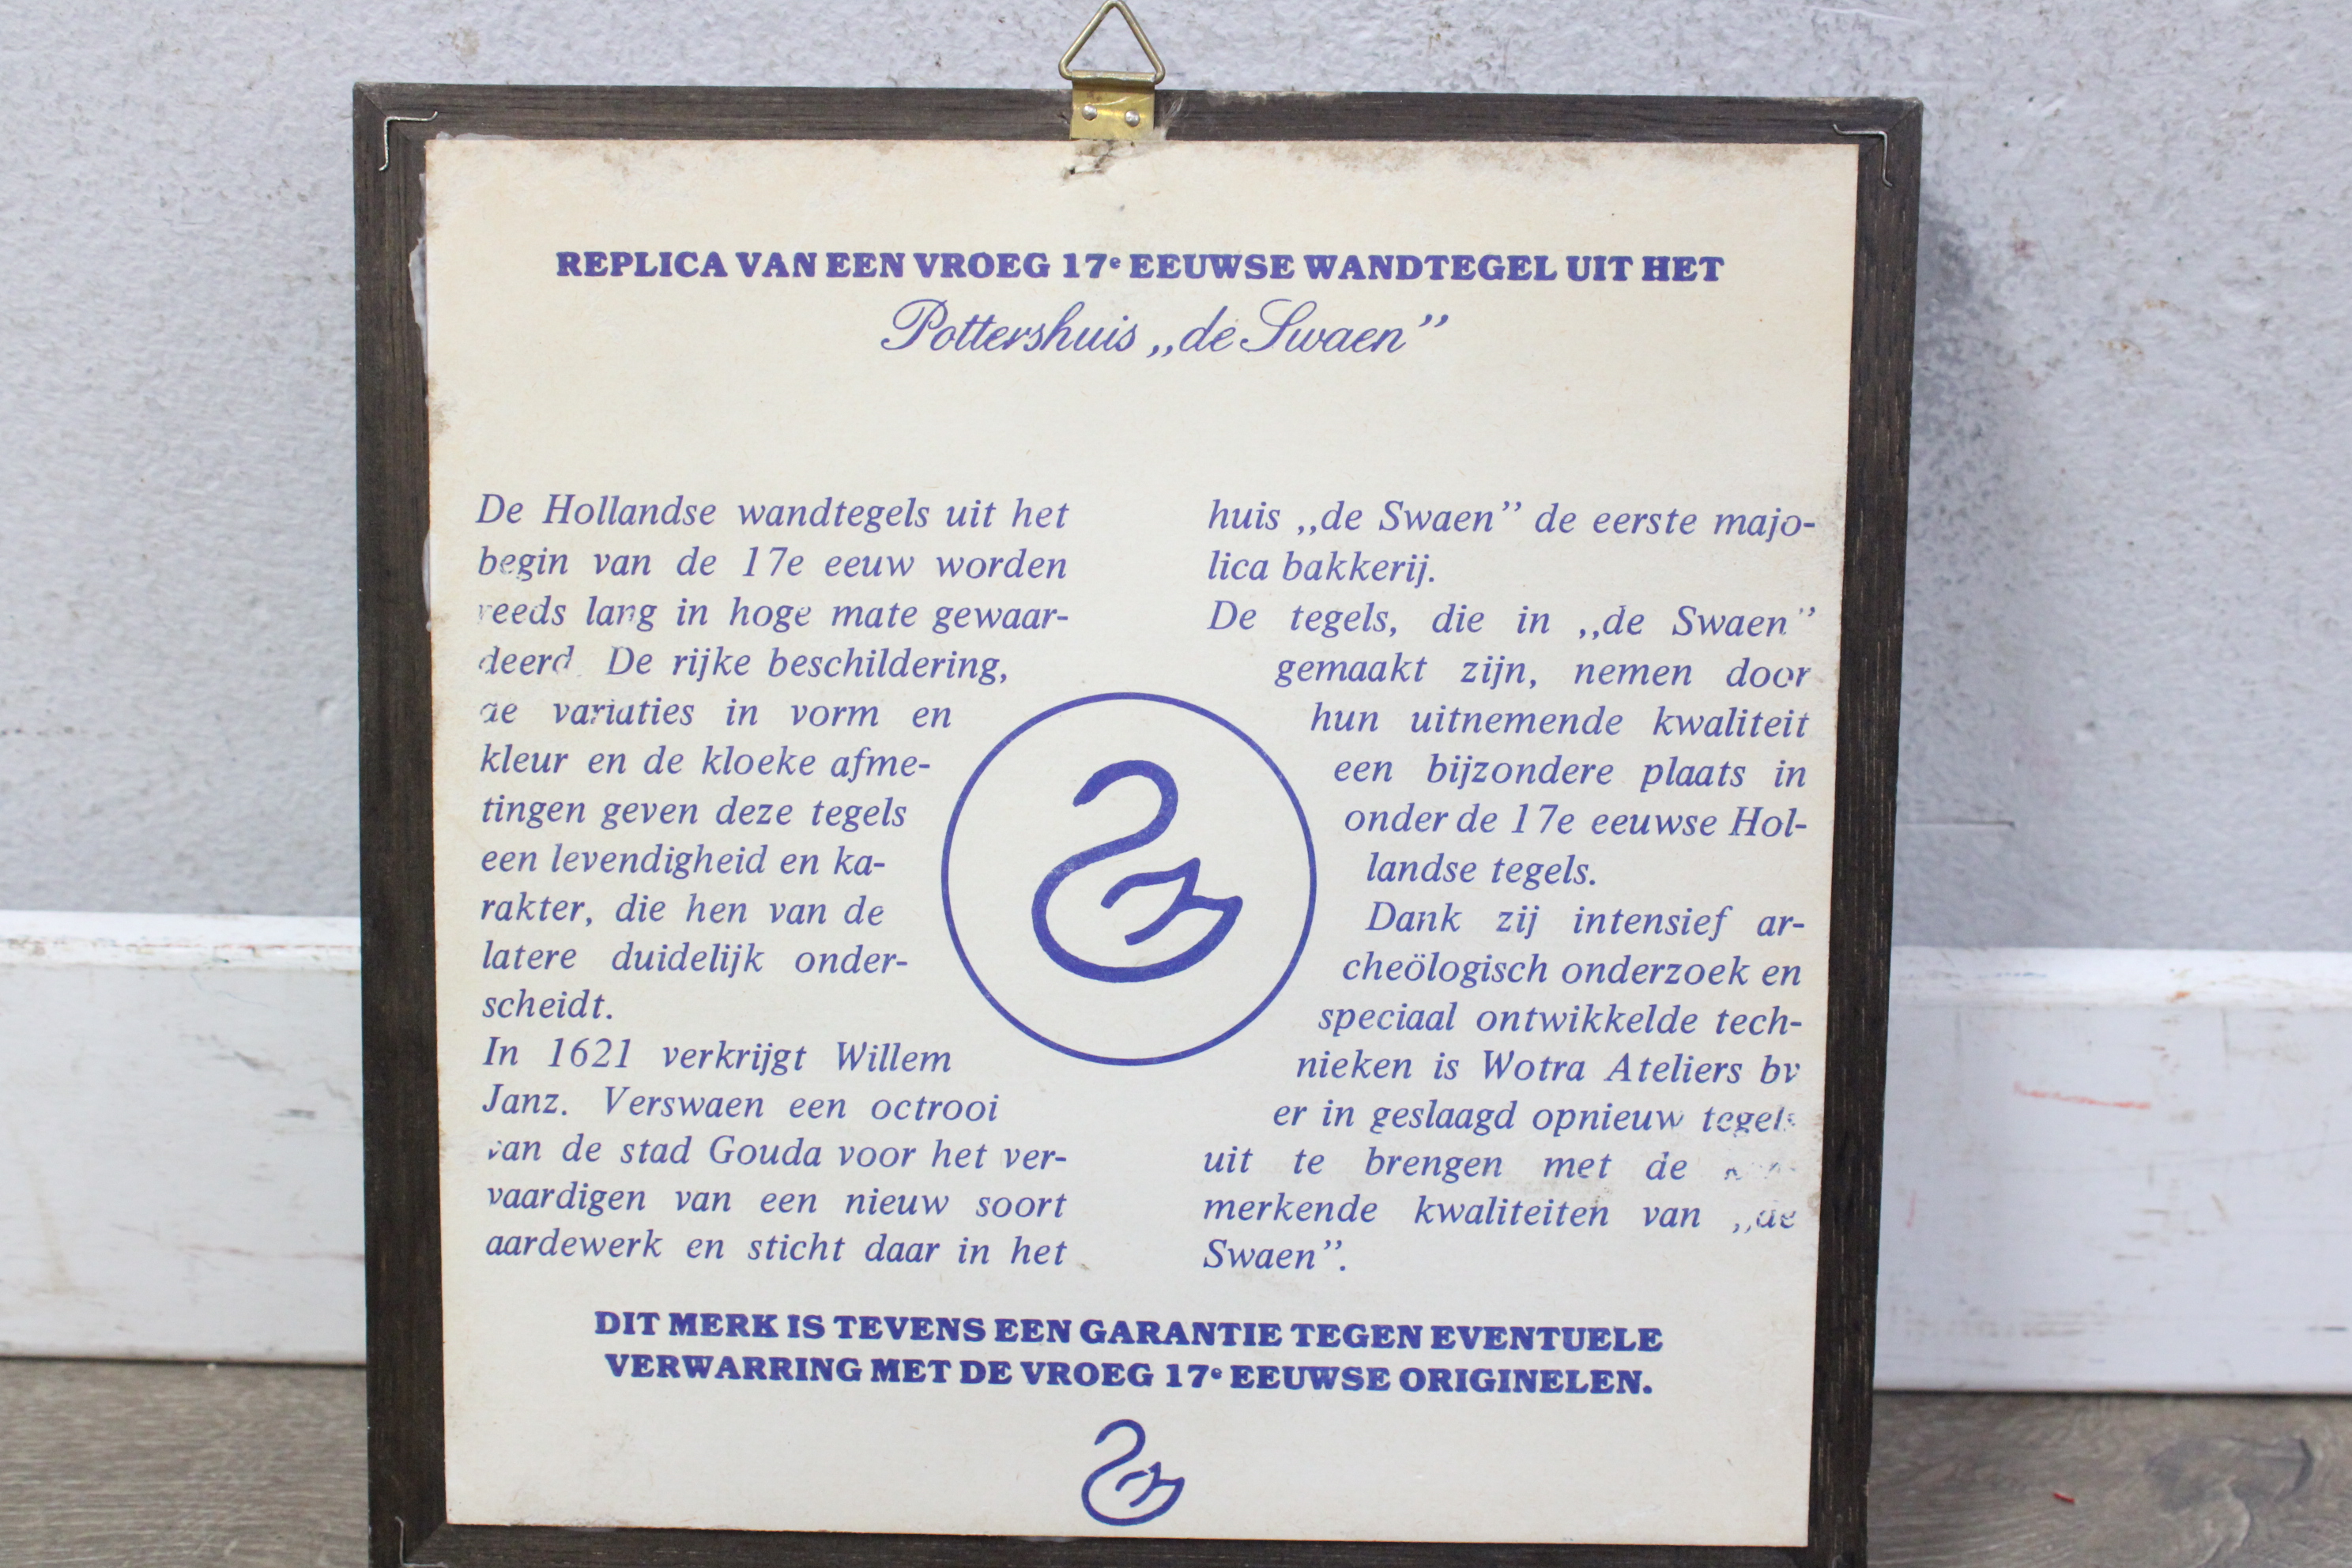 REPLICA VAN EEN VROEG 17e EEUWSE WANDTEGEL UIT HET
Pottershuis „de Swaen”
De Hollandse wandtegels uit het
begin van de 17e eeuw worden
reeds lang in hoge mate gewaar-
deerd. De rijke beschildering,
de variaties in vorm en
kleur en de kloeke afme-
tingen geven deze tegels
een levendigheid en ka-
rakter, die hen van de
latere duidelijk onder-
scheidt.
In 1621 verkrijgt Willem
Janz. Verswaen een octrooi
van de stad Gouda voor het ver-
vaardigen van een nieuw soort
aardewerk en sticht daar in het
huis „de Swaen” de eerste majo-
lica bakkerij.
De tegels, die in „de Swaen”
gemaakt zijn, nemen door
hun uitnemende kwaliteit
een bijzondere plaats in
onder de 17e eeuwse Hol-
landse tegels.
Dank zij intensief ar-
cheölogisch onderzoek en
speciaal ontwikkelde tech-
nieken is Wotra Ateliers bv
er in geslaagd opnieuw tegels
uit te brengen met de
merkende kwaliteiten van „de
Swaen”.
DIT MERK IS TEVENS EEN GARANTIE TEGEN EVENTUELE
VERWARRING MET DE VROEG 17e EEUWSE ORIGINELEN.